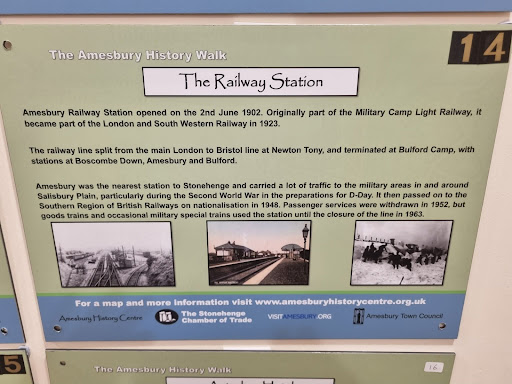 The Amesbury History Walk
14
The Railway Station
Amesbury Railway Station opened on the 2nd June 1902. Originally part of the Military Camp Light Railway, it
became part of the London and South Western Railway in 1923.
The railway line split from the main London to Bristol line at Newton Tony, and terminated at Bulford Camp, with
stations at Boscombe Down, Amesbury and Bulford.
Amesbury was the nearest station to Stonehenge and carried a lot of traffic to the military areas in and around
Salisbury Plain, particularly during the Second World War in the preparations for D-Day. It then passed on to the
Southern Region of British Railways on nationalisation in 1948. Passenger services were withdrawn in 1952, but
goods trains and occasional military special trains used the station until the closure of the line in 1963.
For a map and more information visit www.amesburyhistorycentre.org.uk
Amesbury History Centre
The Stonehenge
Chamber of Trade
VISITAMESBURY.ORG
Amesbury Town Council
15
The Amesbury History Walk
16